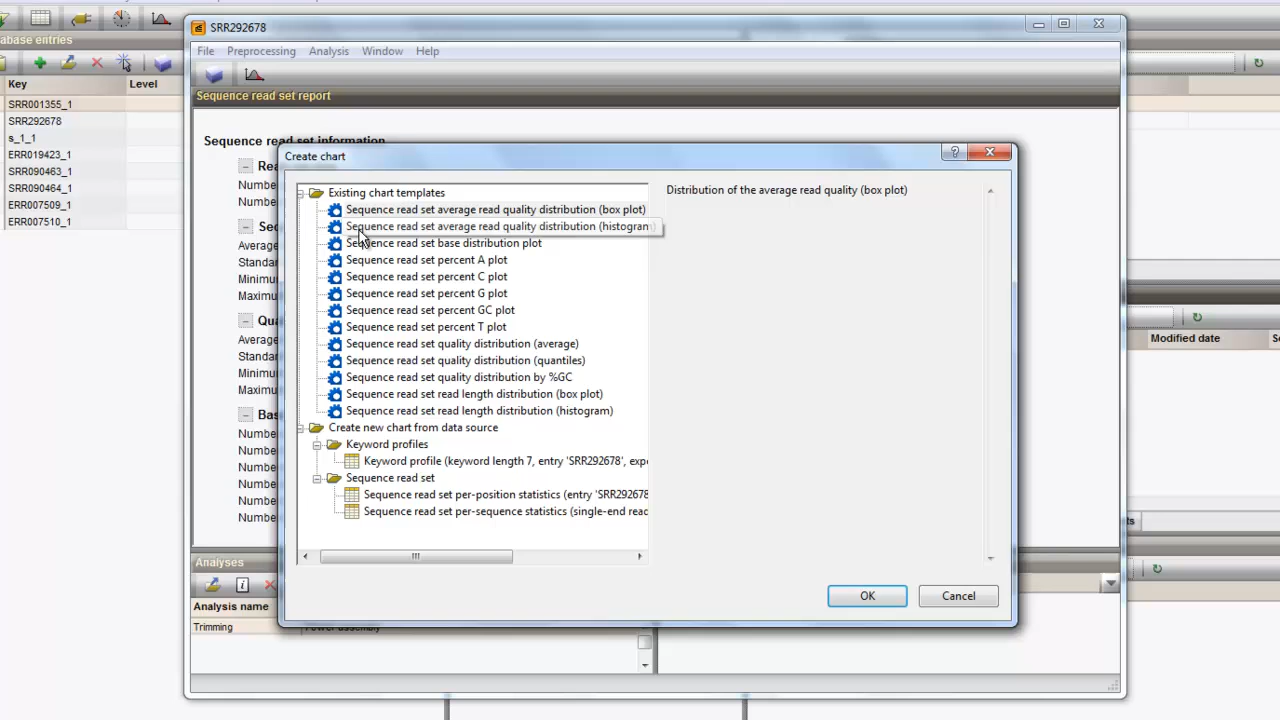 SRR292678
File Preprocessing Analysis Window Help
Sequence read set report
Sequence read set information
Create chart
?
Existing chart templates
Sequence read set average read quality distribution (box plot)
Sequence read set average read quality distribution (histogram
Sequence read set base distribution plot
Sequence read set percent A plot
Sequence read set percent C plot
Sequence read set percent G plot
Sequence read set percent GC plot
Sequence read set percent T plot
Sequence read set quality distribution (average)
Sequence read set quality distribution (quantiles)
Sequence read set quality distribution by %GC
Sequence read set read length distribution (box plot)
Sequence read set read length distribution (histogram)
Create new chart from data source
Keyword profiles
Keyword profile (keyword length 7, entry 'SRR292678', exp
Sequence read set
Sequence read set per-position statistics (entry 'SRR292678
Sequence read set per-sequence statistics (single-end read
Distribution of the average read quality (box plot)
OK Cancel
abase entries
Key Level
SRR001355_1
SRR292678
s_1_1
ERR019423_1
SRR090463_1
SRR090464_1
ERR007509_1
ERR007510_1
Rea
Number
Number
Se
Average
Standar
Minimu
Maximu
Qua
Average
Standar
Minimu
Maximu
Bas
Number
Number
Number
Number
Number
Number
Analyses
Analysis name
Trimming
Modified date